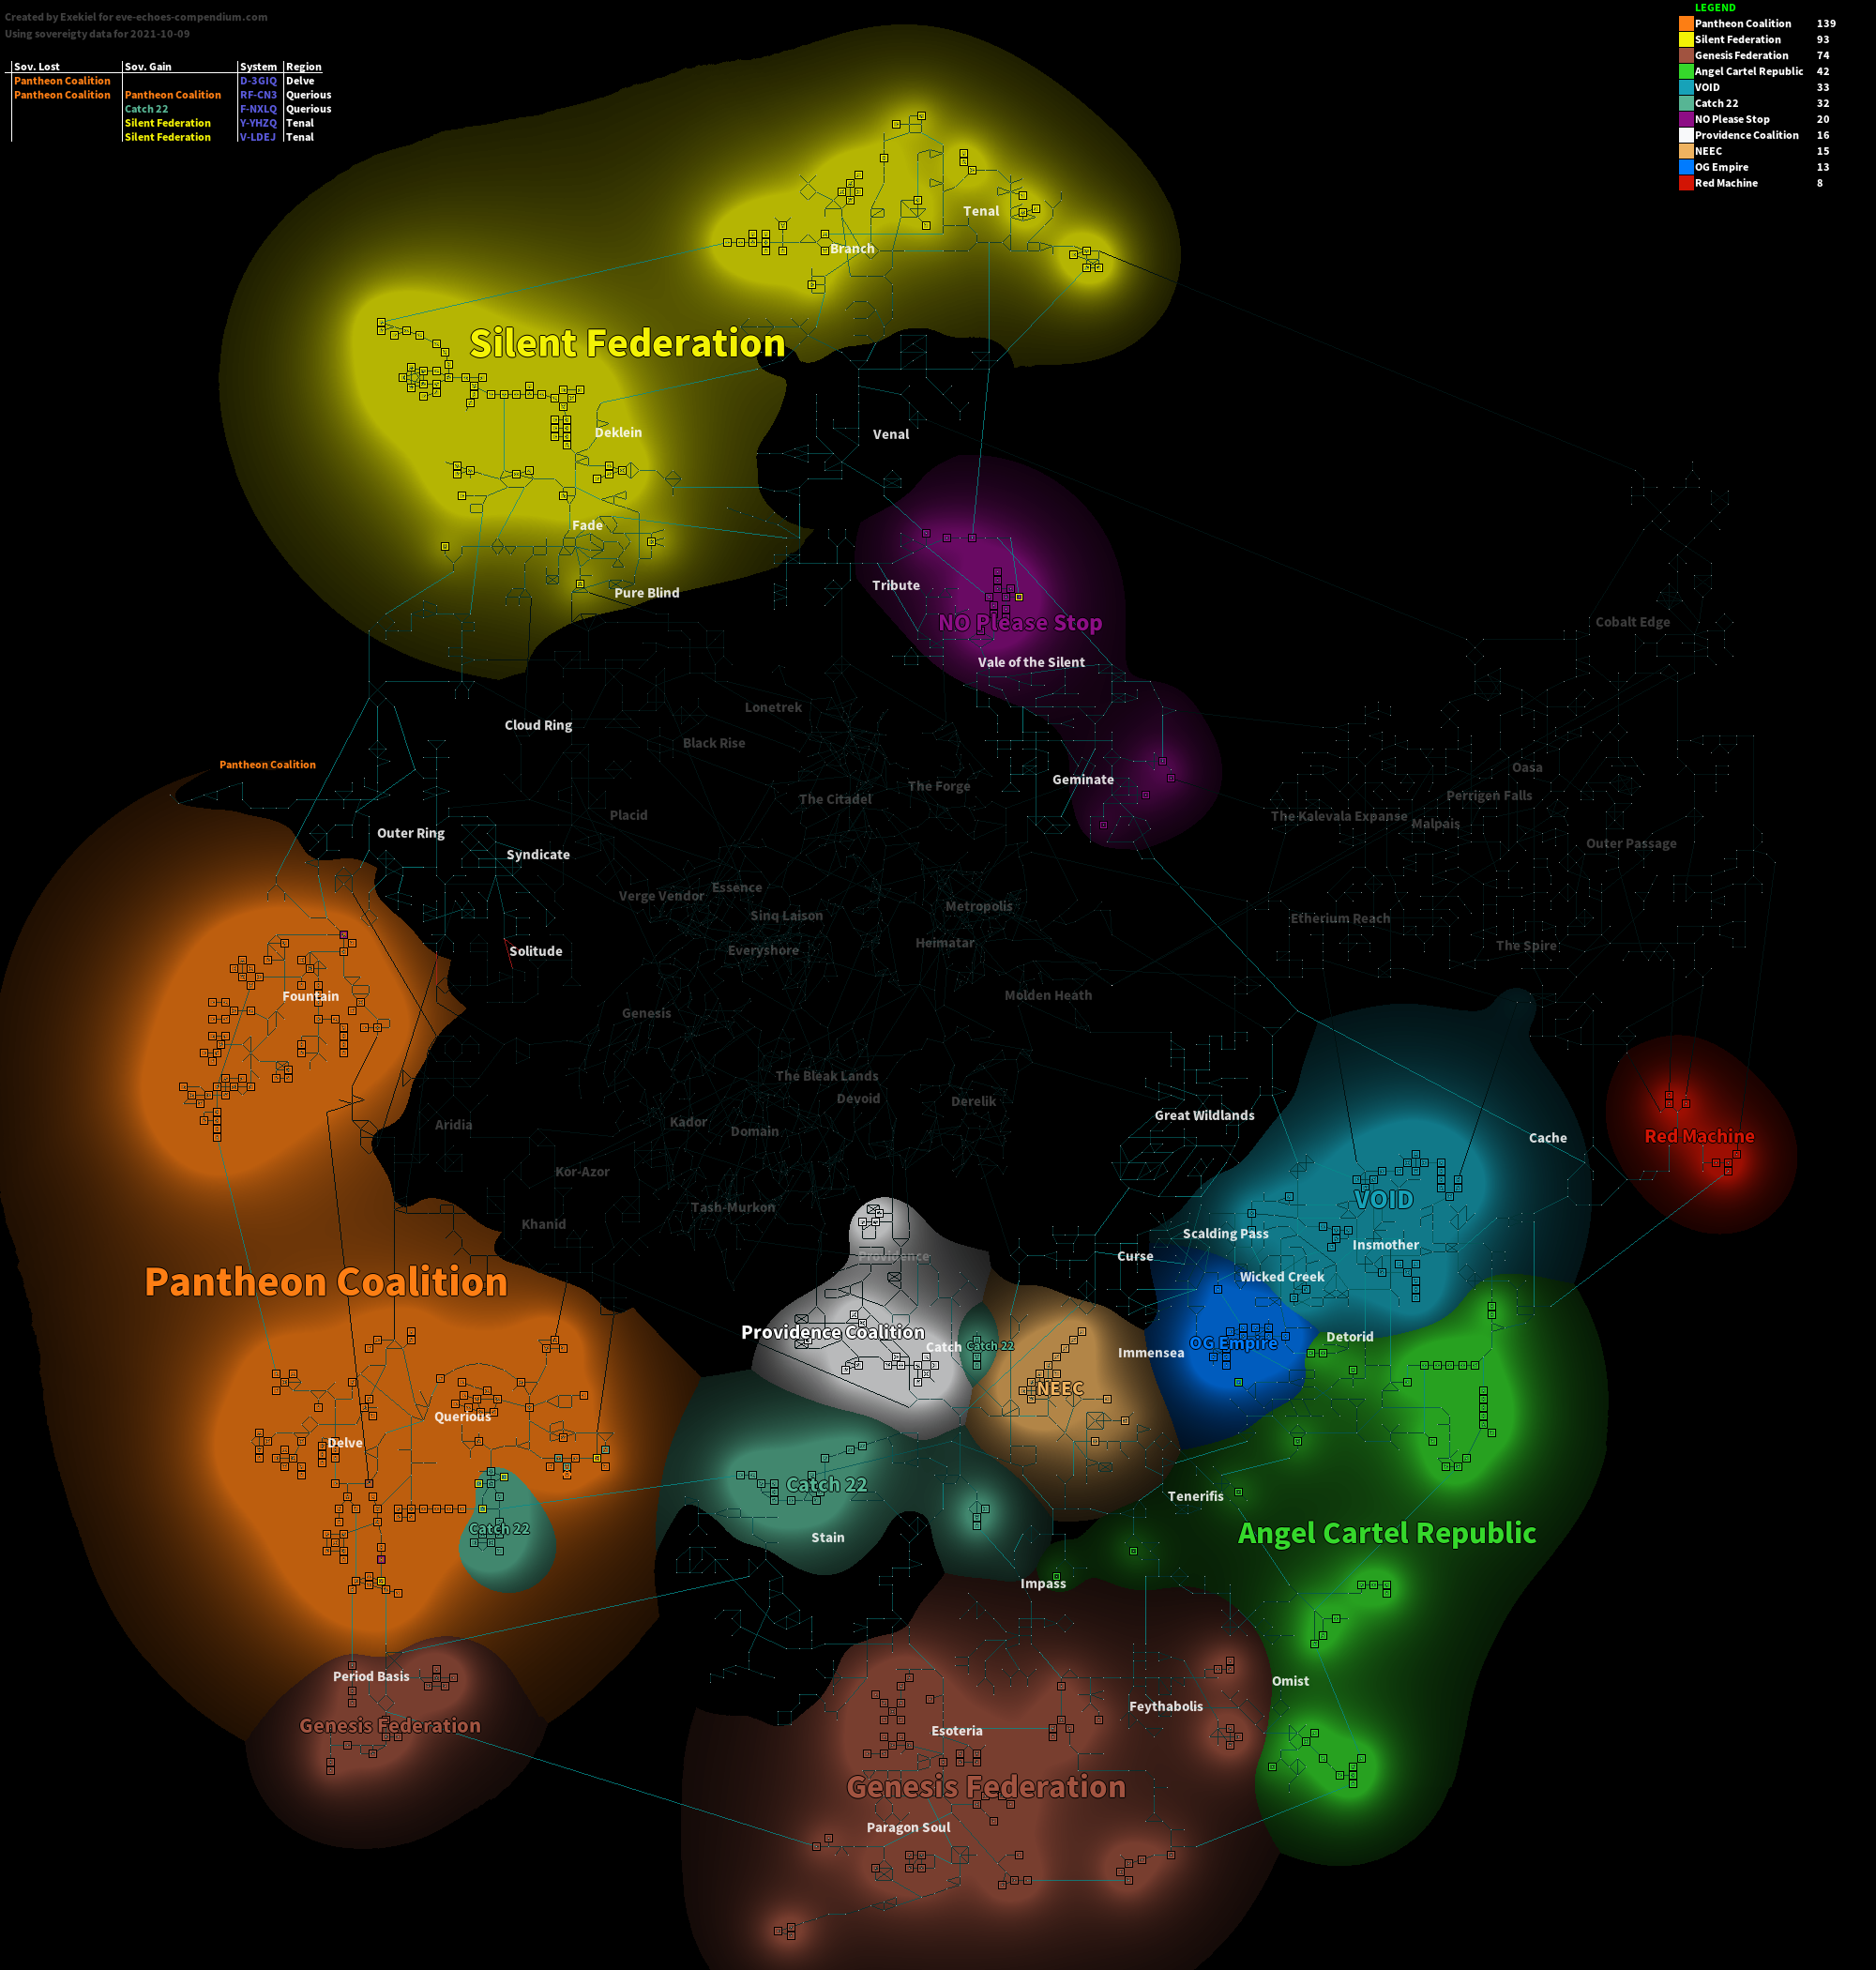 Created by Exekiel for eve-echoes-compendium.com
Using sovereigty data for 2021-10-09
Sov. Lost Sov. Gain System Region
Pantheon Coalition D-3GIQ Delve
Pantheon Coalition Pantheon Coalition RF-CN3 Querious
Catch 22 F-NXLQ Querious
Silent Federation Y-YHZQ Tenal
Silent Federation V-LDEJ Tenal
LEGEND
Pantheon Coalition 139
Silent Federation 93
Genesis Federation 74
Angel Cartel Republic 42
VOID 33
Catch 22 32
NO Please Stop 20
Providence Coalition 16
NEEC 15
OG Empire 13
Red Machine 8
Tenal
Branch
Silent Federation
Deklein
Venal
Fade
Tribute
Pure Blind
NO Please Stop
Cobalt Edge
Vale of the Silent
Lonetrek
Cloud Ring
Black Rise
Pantheon Coalition
Oasa
Geminate
The Forge
Perrigen Falls
The Citadel
Placid
The Kalevala Expanse
Malpais
Outer Ring
Outer Passage
Syndicate
Essence
Verge Vendor
Metropolis
Sinq Laison
Etherium Reach
Heimatar
The Spire
Everyshore
Solitude
Fountain
Molden Heath
Genesis
The Bleak Lands
Devoid
Derelik
Great Wildlands
Kador
Aridia
Domain
Cache
Red Machine
Kor-Azor
VOID
Tash-Murkon
Khanid
Scalding Pass
Insmother
Providence
Curse
Wicked Creek
Pantheon Coalition
Providence Coalition
Detorid
OG Empire
Catch
Catch 22
Immensea
NEEC
Querious
Delve
Catch 22
Tenerifis
Catch 22
Angel Cartel Republic
Stain
Impass
Period Basis
Omist
Feythabolis
Genesis Federation
Esoteria
Genesis Federation
Paragon Soul